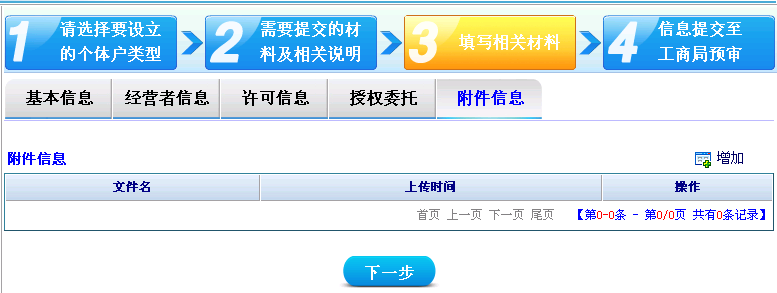 1 请选择要设立
的个体户类型
2 需要提交的材
料及相关说明
3 填写相关材料
4 信息提交至
工商局预审
基本信息 经营者信息 许可信息 授权委托 附件信息
附件信息 增加
文件名 上传时间 操作
首页 上一页 下一页 尾页 【第0-0条 - 第0/0页 共有0条记录】
下一步